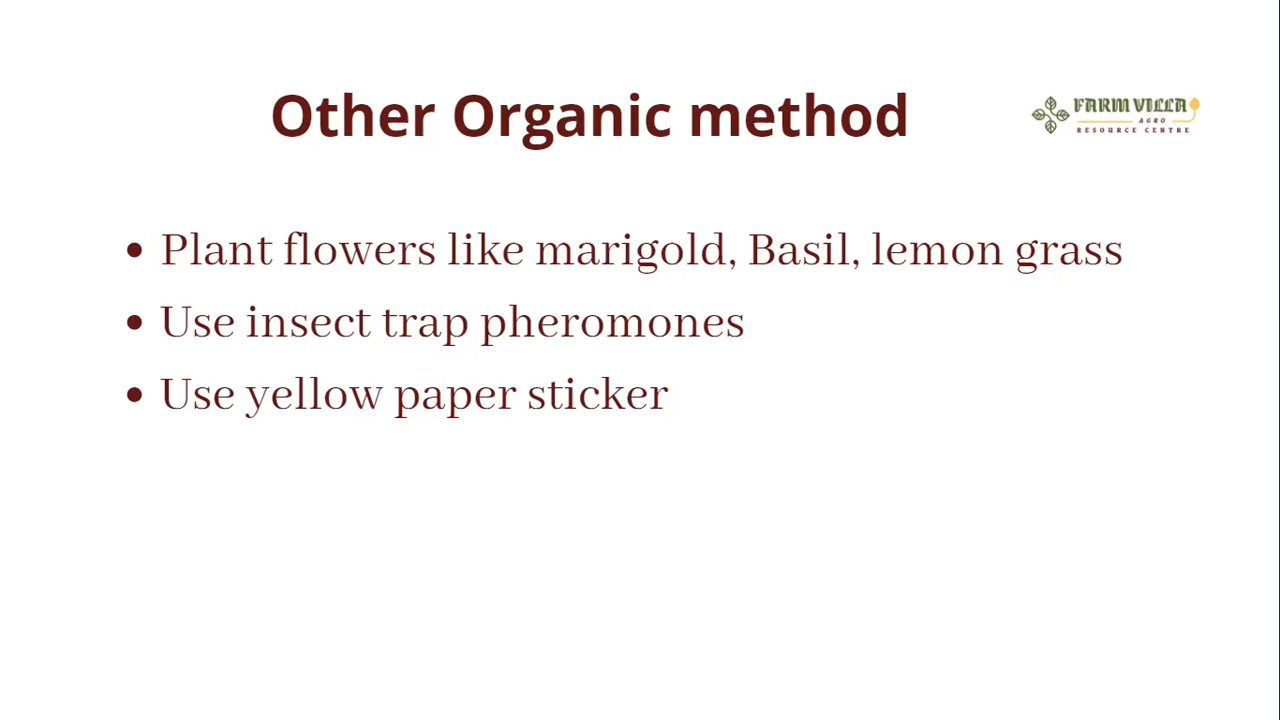 Other Organic method
FARM VILLA
AGRO
RESOURCE CENTRE
• Plant flowers like marigold, Basil, lemon grass
• Use insect trap pheromones
• Use yellow paper sticker